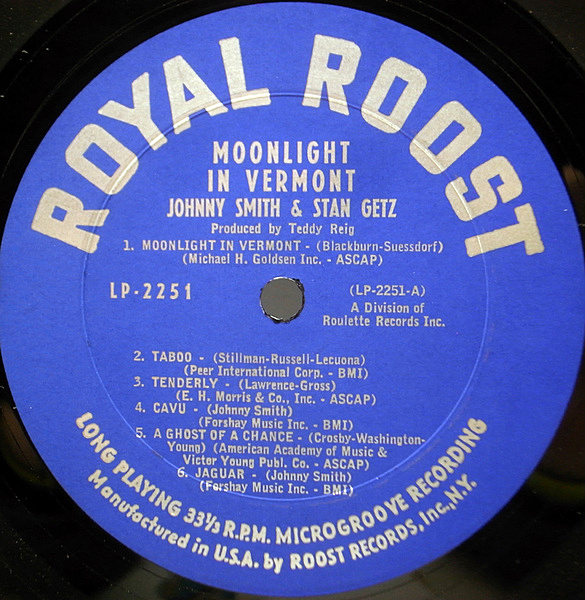 ROYAL ROOST
MOONLIGHT
IN VERMONT
JOHNNY SMITH & STAN GETZ
Produced by Teddy Reig
1. MOONLIGHT IN VERMONT - (Blackburn-Suessdorf)
(Michael H. Goldsen Inc. - ASCAP)
LP-2251
(LP-2251-A)
A Division of
Roulette Records Inc.
2. TABOO - (Stillman-Russell-Lecuona)
(Peer International Corp. - BMI)
3. TENDERLY - (Lawrence-Gross)
(E. H. Morris & Co., Inc. - ASCAP)
4. CAVU - (Johnny Smith)
(Forshay Music Inc. - BMI)
5. A GHOST OF A CHANCE - (Crosby-Washington-
Young) (American Academy of Music &
Victor Young Publ. Co. - ASCAP)
6. JAGUAR - (Johnny Smith)
(Forshay Music Inc. - BMI)
LONG PLAYING 33⅓ R.P.M. MICROGROOVE RECORDING
Manufactured in U.S.A. by ROOST RECORDS, Inc., N.Y.